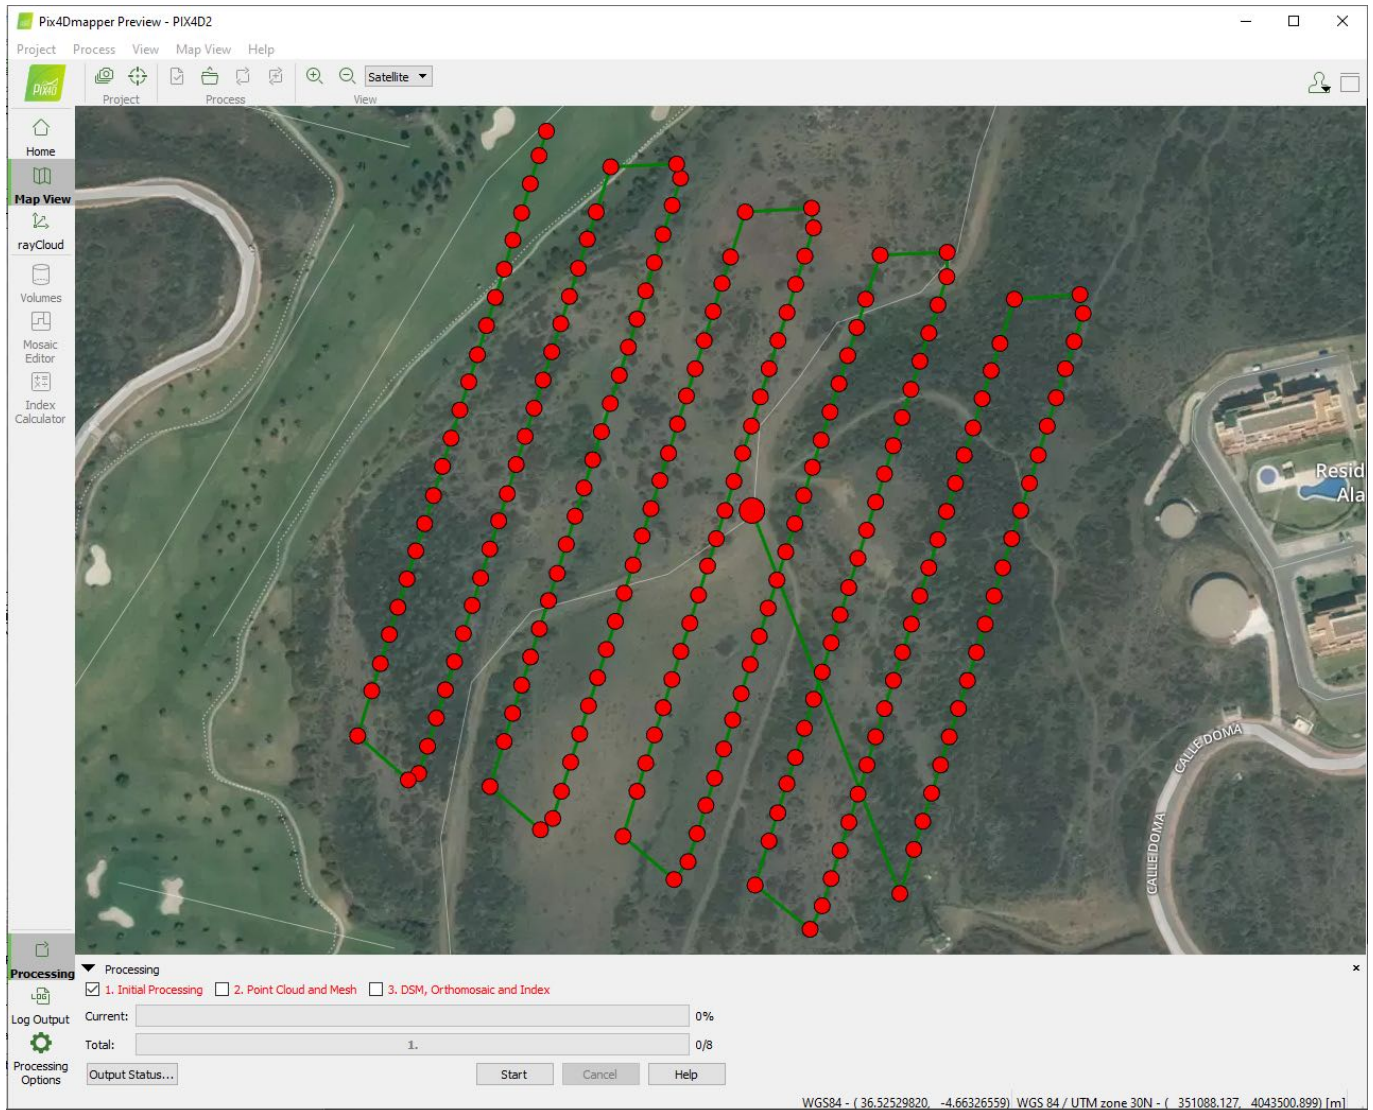 Pix4Dmapper Preview - PIX4D2
Project Process View Map View Help
PIX4D
Satellite
Project Process View
Home
Map View
rayCloud
Volumes
Mosaic
Editor
Index
Calculator
Resid
Ala
CALLE DOMA
CALLE DOMA
Processing
Log Output
Processing
Options
Processing
1. Initial Processing 2. Point Cloud and Mesh 3. DSM, Orthomosaic and Index
Current: 0%
Total: 1. 0/8
Output Status... Start Cancel Help
WGS84 - ( 36.52529820, -4.66326559) WGS 84 / UTM zone 30N - ( 351088.127, 4043500.899) [m]